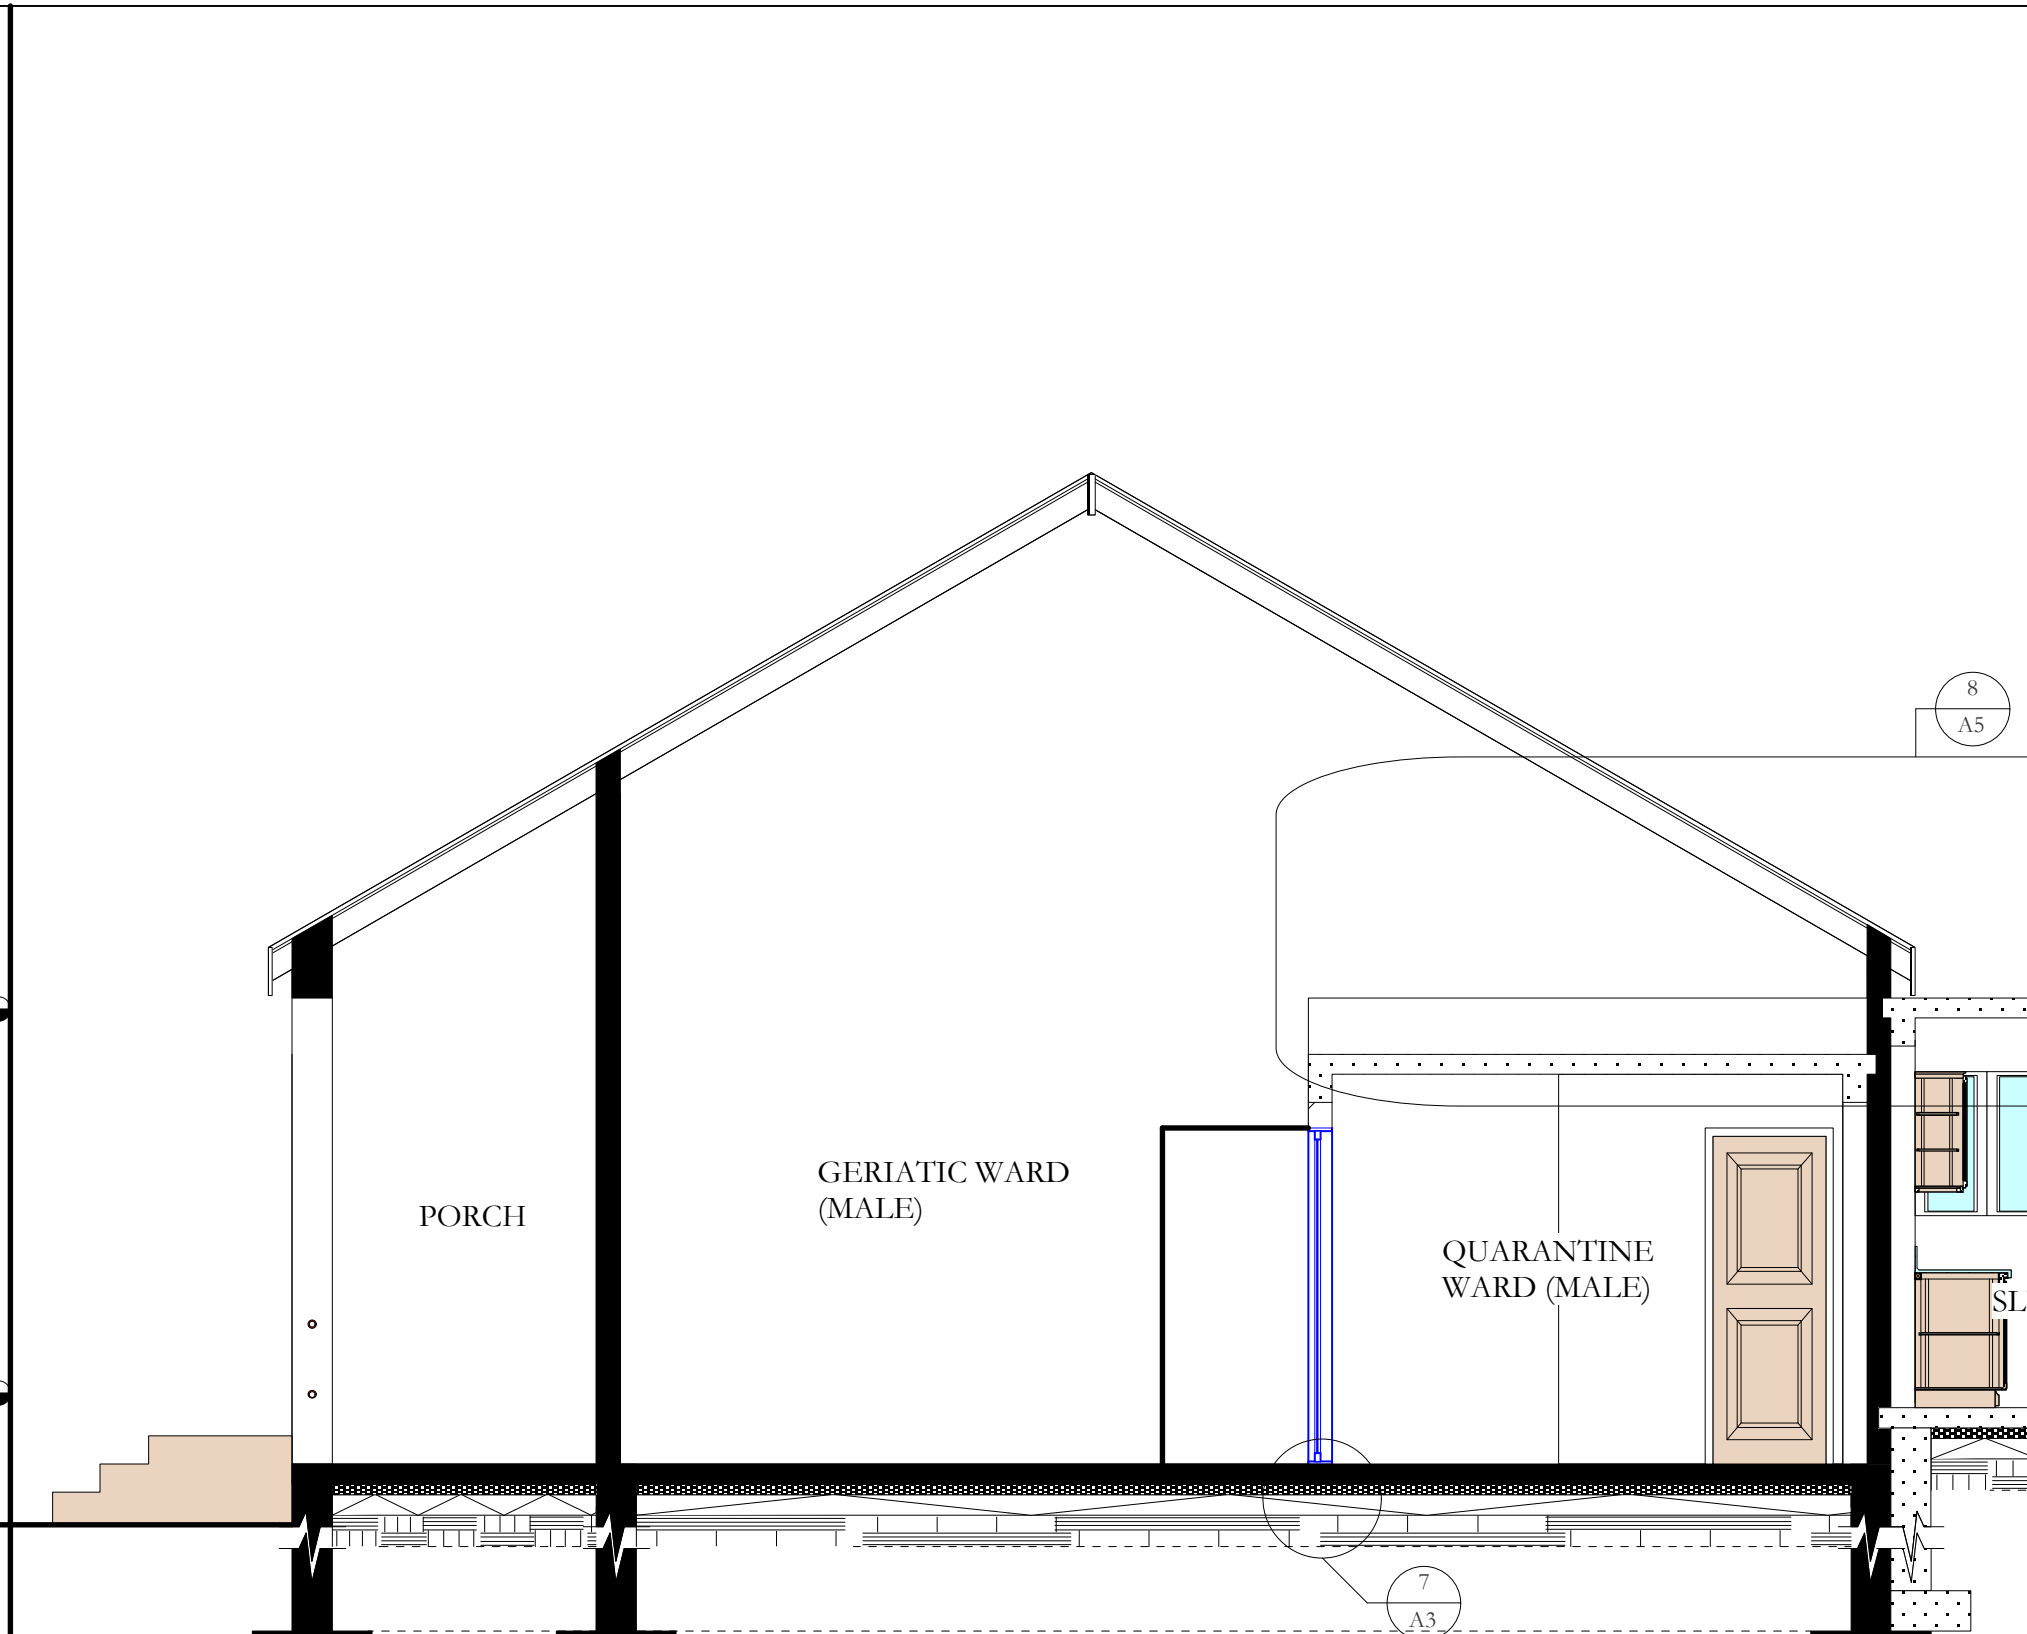 8
A5
GERIATIC WARD
(MALE)
PORCH
QUARANTINE
WARD (MALE)
SL
7
A3